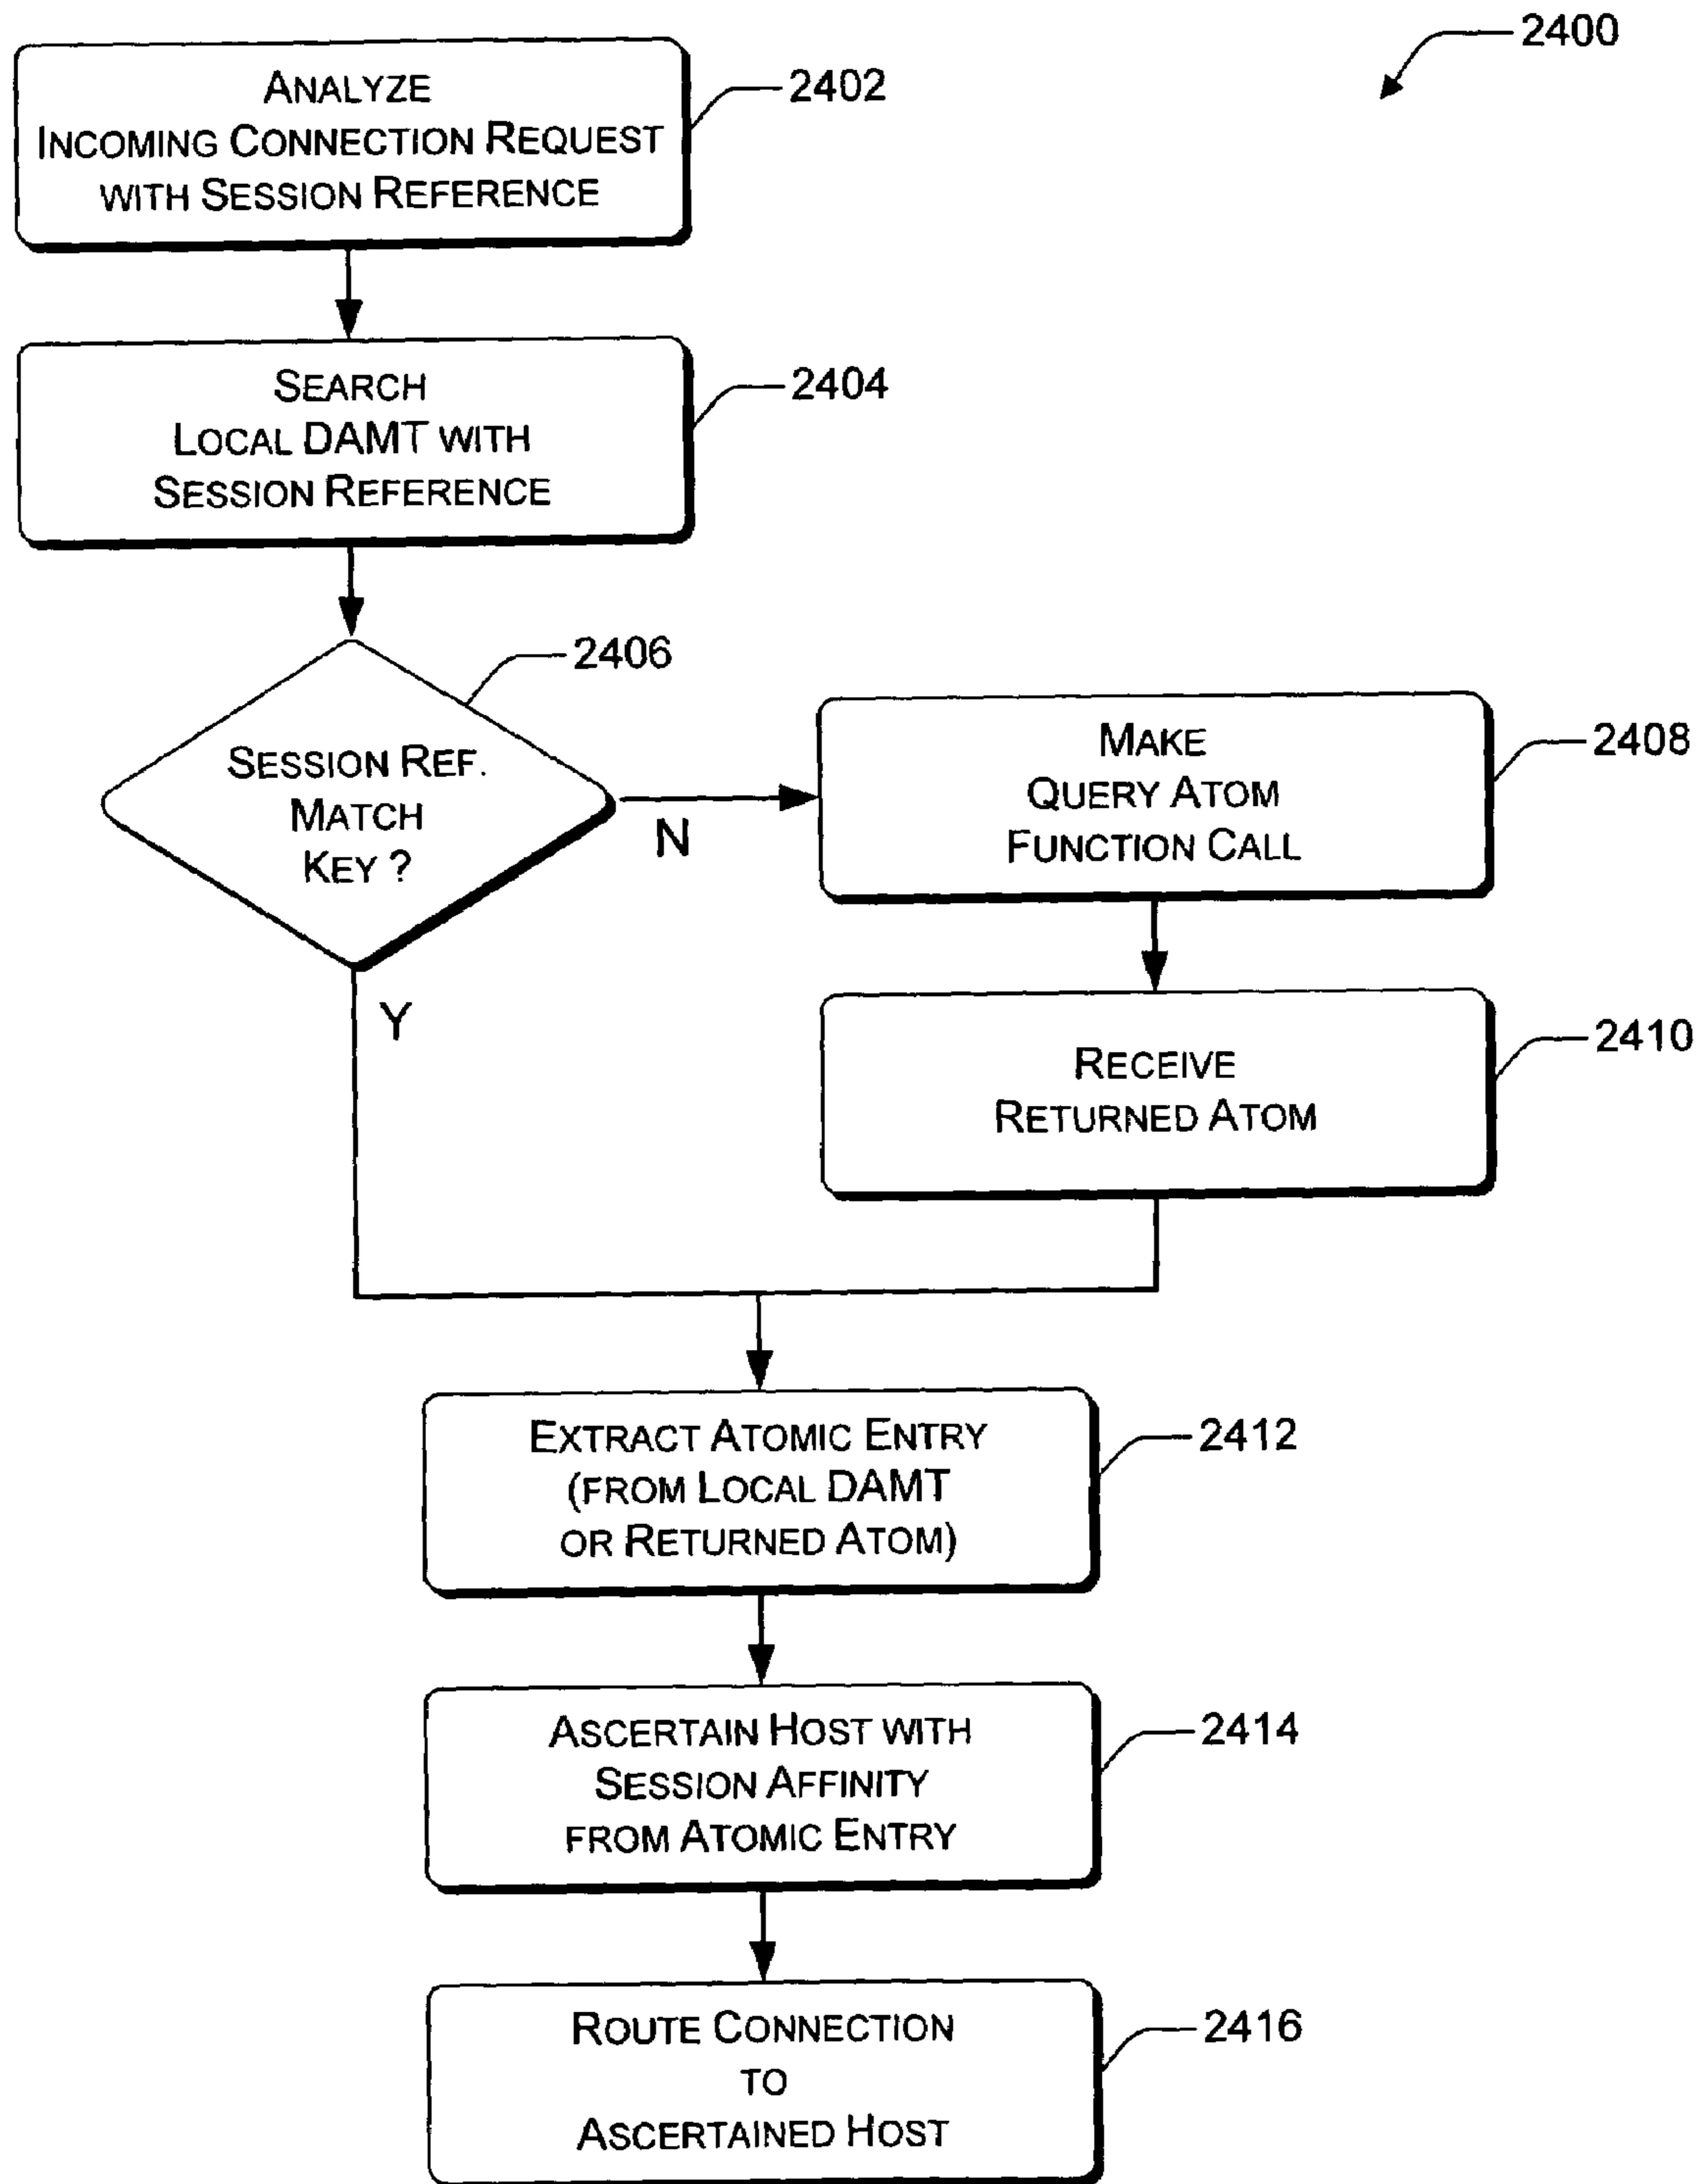 2400
ANALYZE
INCOMING CONNECTION REQUEST
WITH SESSION REFERENCE
2402
SEARCH
LOCAL DAMT WITH
SESSION REFERENCE
2404
2406
SESSION REF.
MATCH
KEY ?
N
Y
MAKE
QUERY ATOM
FUNCTION CALL
2408
RECEIVE
RETURNED ATOM
2410
EXTRACT ATOMIC ENTRY
(FROM LOCAL DAMT
OR RETURNED ATOM)
2412
ASCERTAIN HOST WITH
SESSION AFFINITY
FROM ATOMIC ENTRY
2414
ROUTE CONNECTION
TO
ASCERTAINED HOST
2416